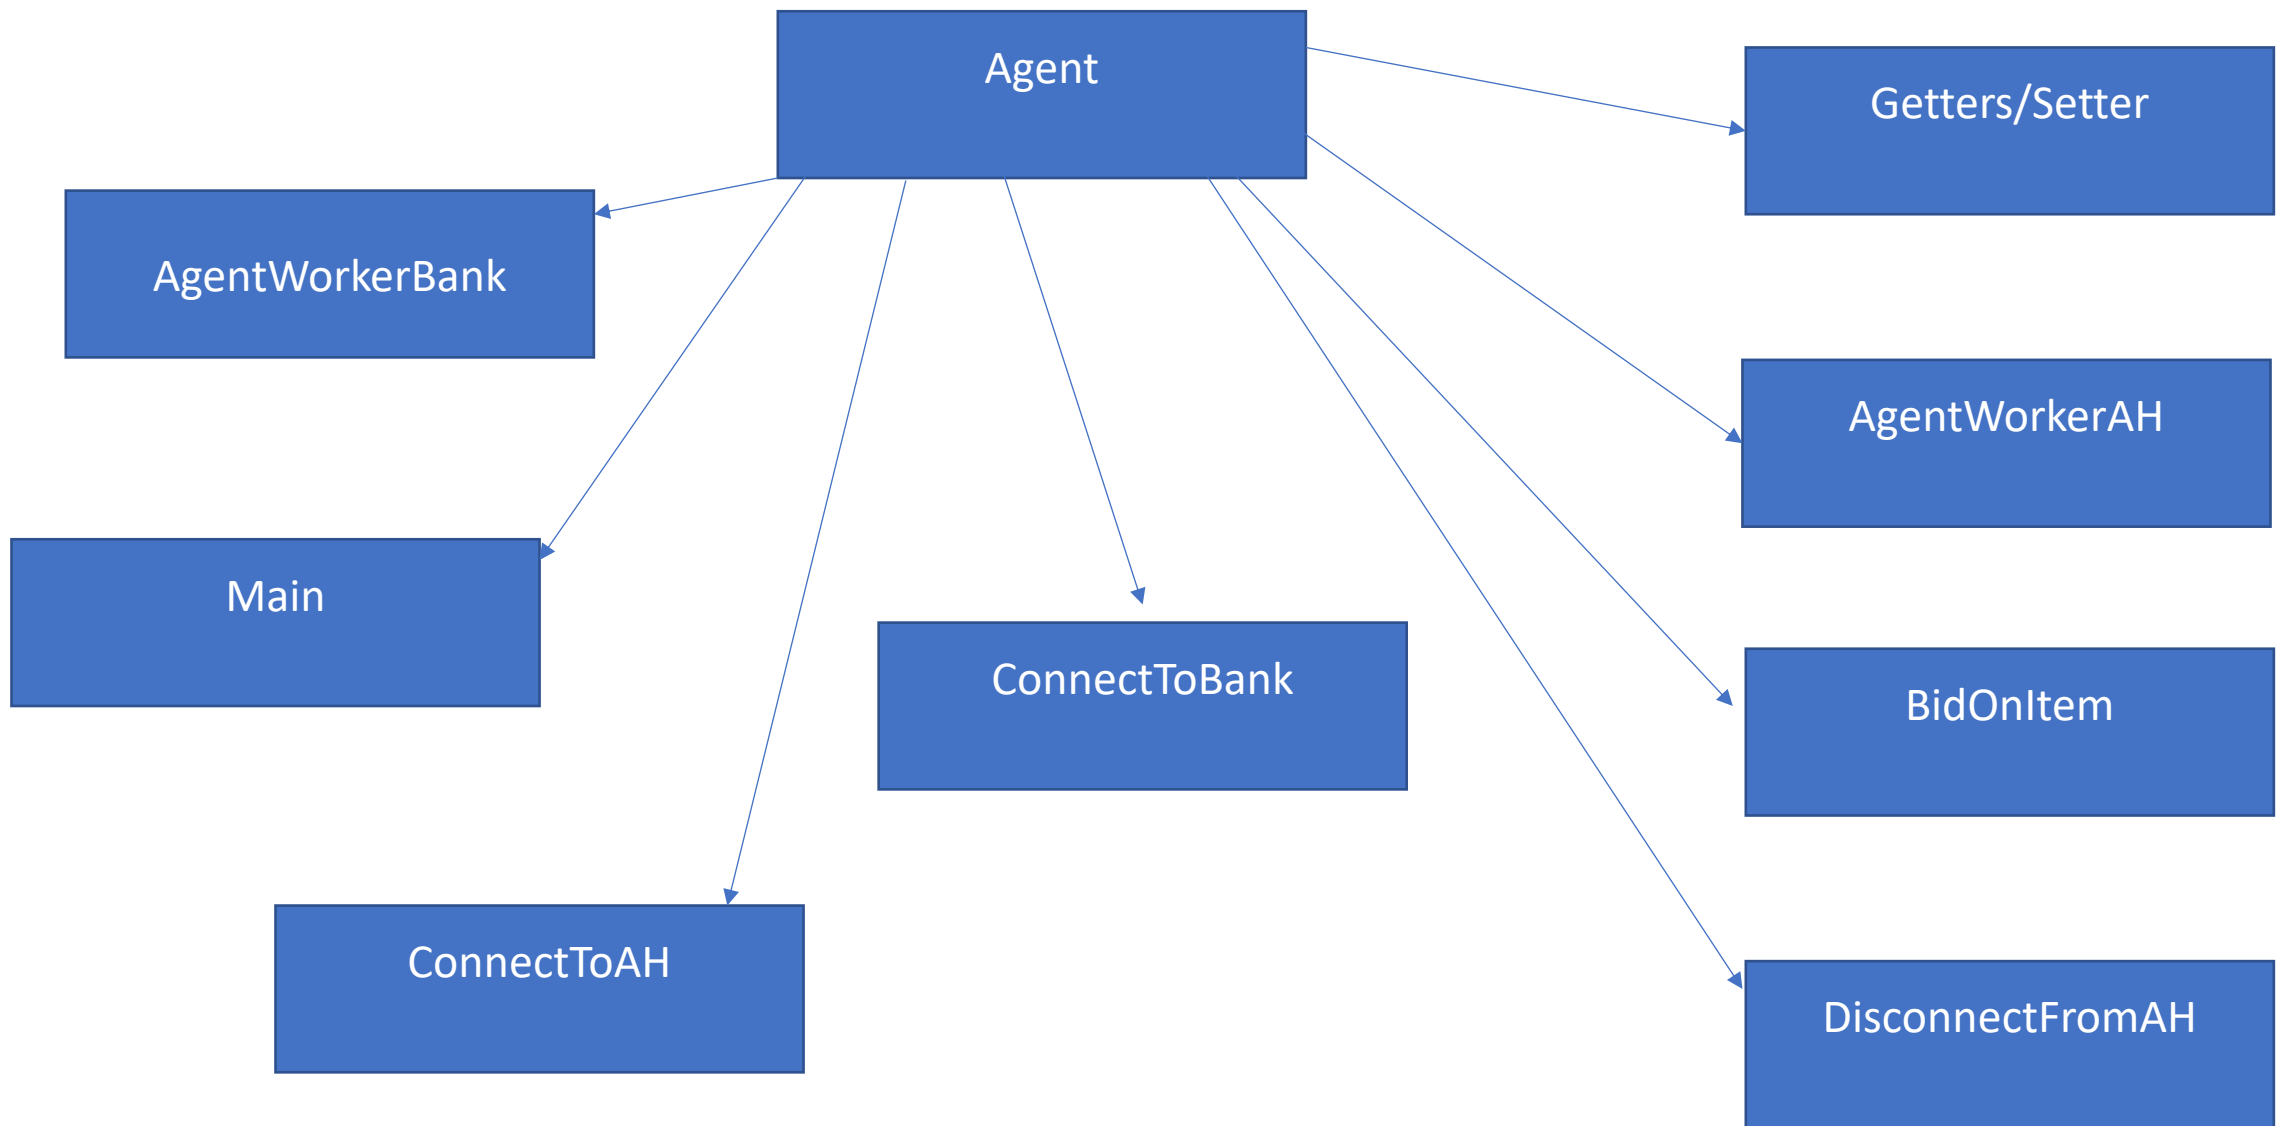 Agent
Getters/Setter
AgentWorkerBank
AgentWorkerAH
Main
ConnectToBank
BidOnItem
ConnectToAH
DisconnectFromAH